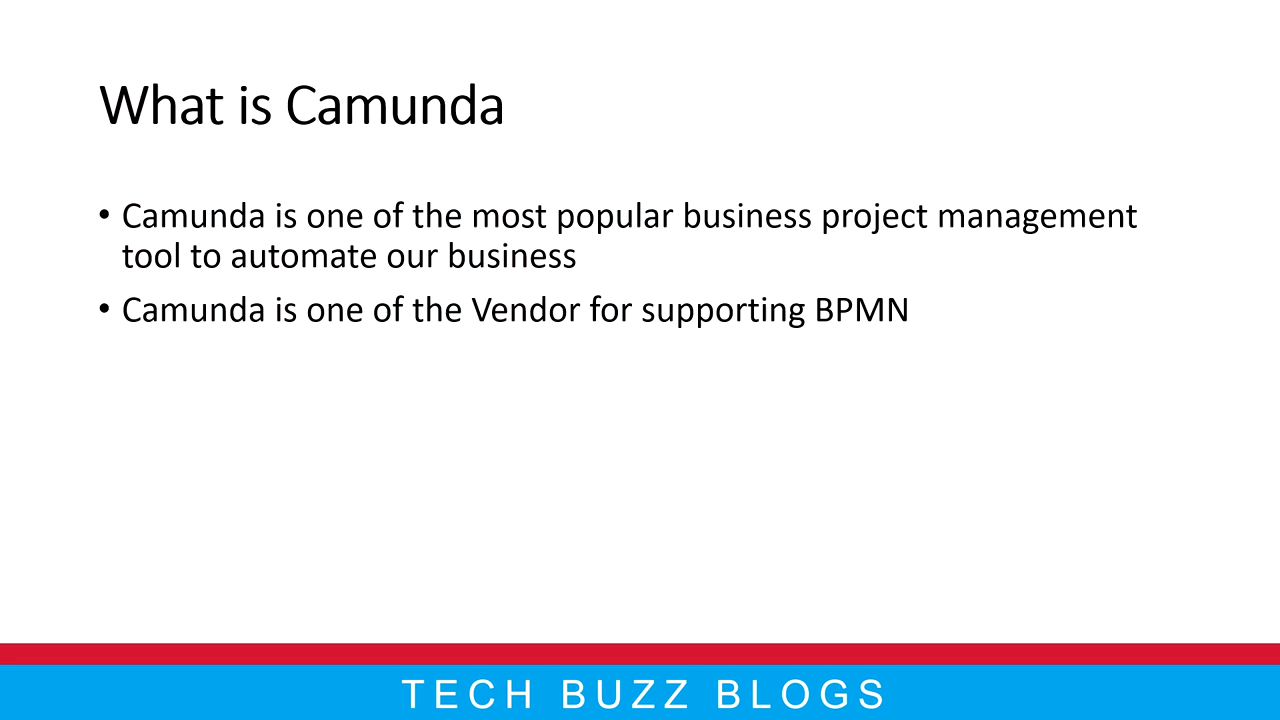 What is Camunda
• Camunda is one of the most popular business project management
tool to automate our business
• Camunda is one of the Vendor for supporting BPMN
TECH BUZZ BLOGS